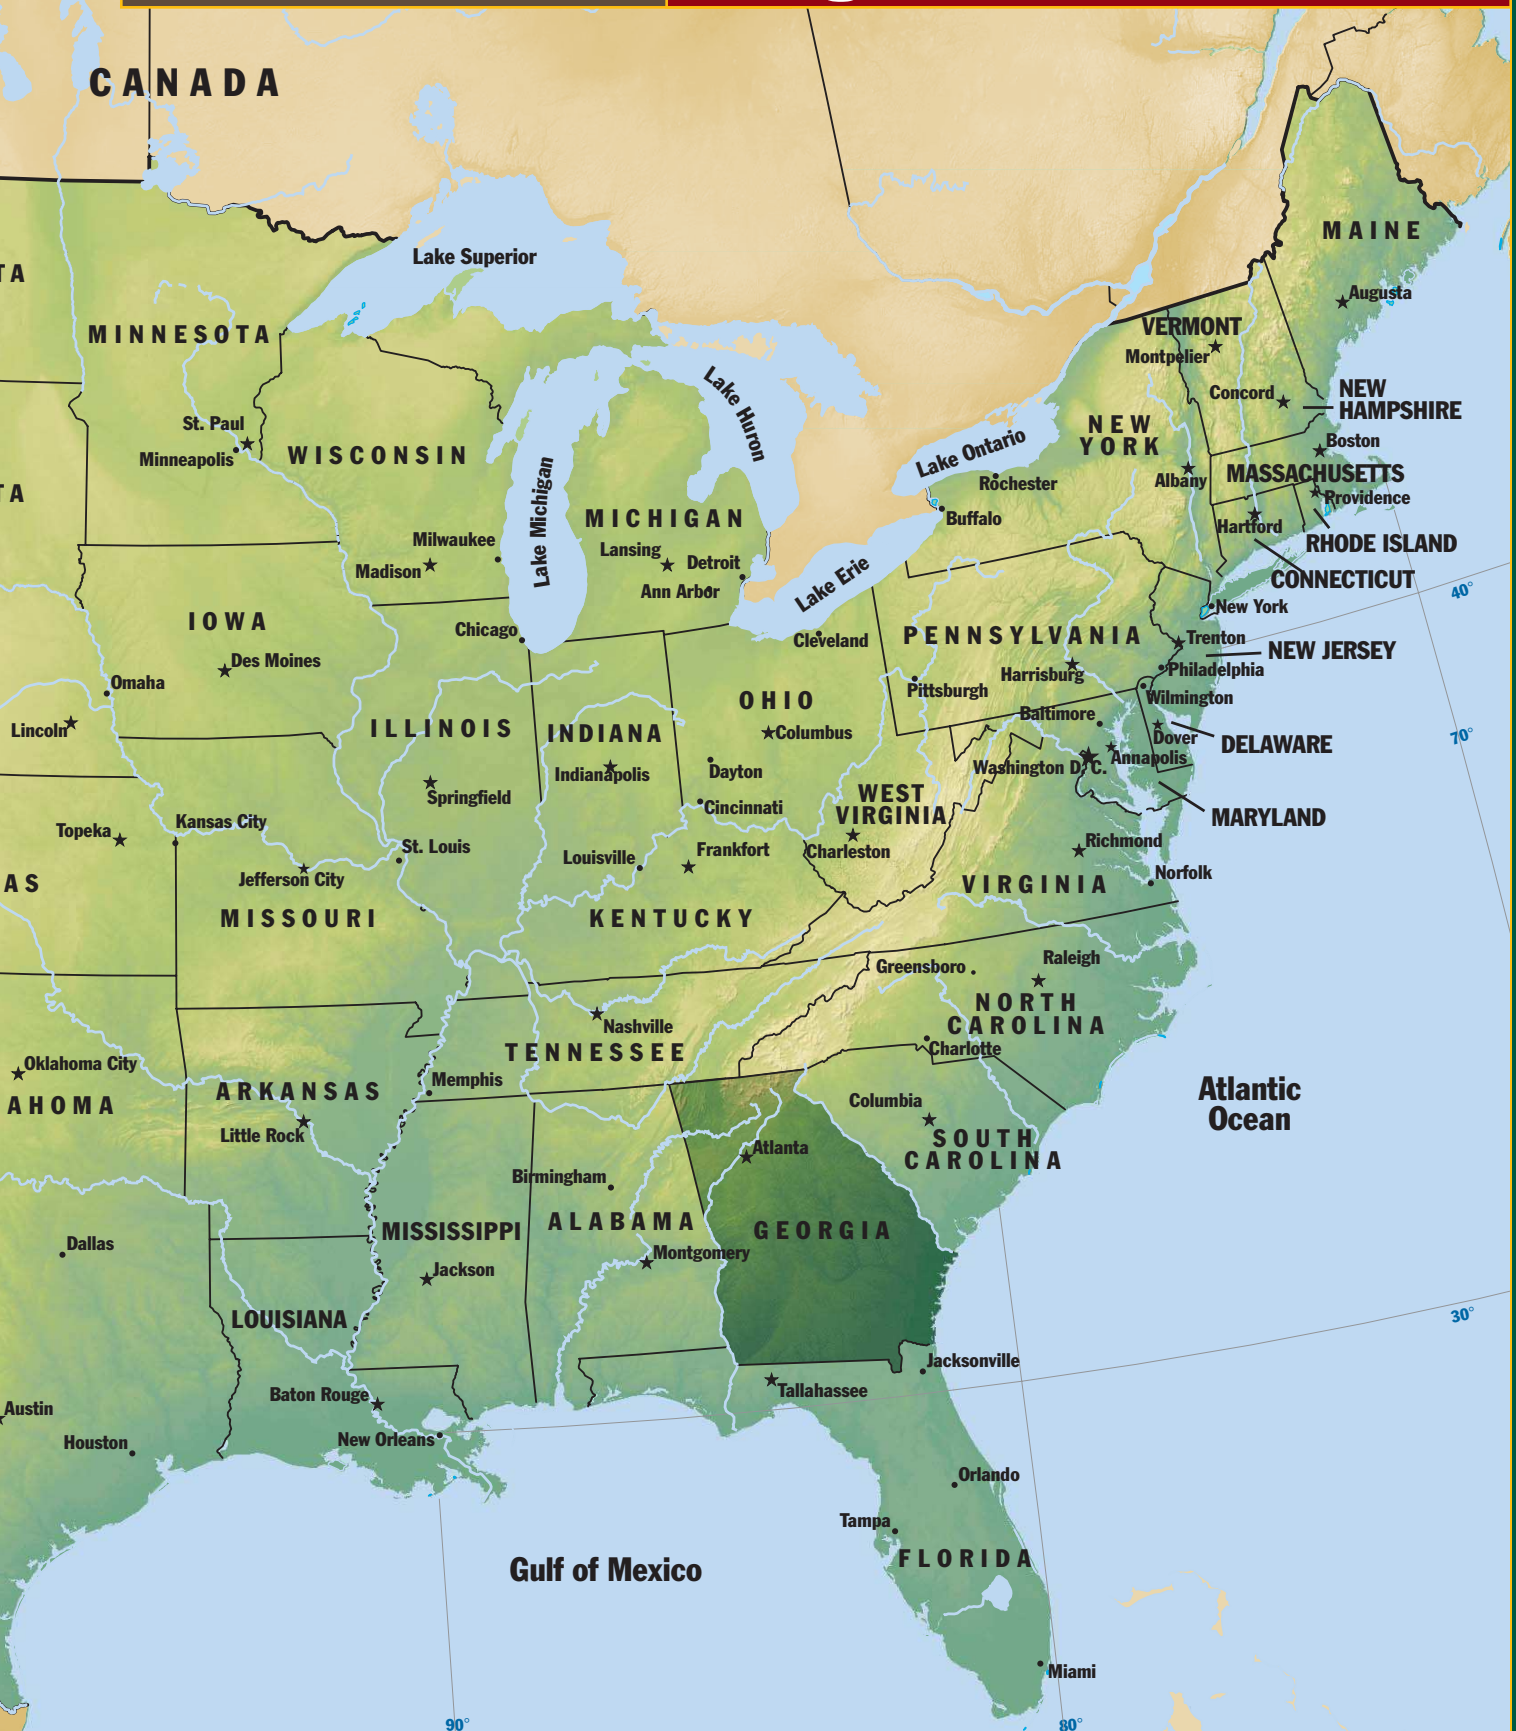 CANADA
Lake Superior
MAINE
Augusta
TA
MINNESOTA
VERMONT
Montpelier
Lake Huron
Concord
NEW
HAMPSHIRE
St. Paul
Minneapolis
WISCONSIN
NEW
YORK
Lake Ontario
Boston
Albany
MASSACHUSETTS
Rochester
Providence
TA
Lake Michigan
MICHIGAN
Buffalo
Hartford
RHODE ISLAND
Milwaukee
Madison
Lansing
Detroit
Ann Arbor
Lake Erie
CONNECTICUT
40°
New York
IOWA
Chicago
Cleveland
PENNSYLVANIA
Trenton
NEW JERSEY
Des Moines
Harrisburg
Philadelphia
Omaha
Pittsburgh
Wilmington
OHIO
Baltimore
Lincoln
ILLINOIS
INDIANA
Columbus
Dover
DELAWARE
70°
Annapolis
Washington D.C.
Indianapolis
Dayton
Springfield
WEST
VIRGINIA
Cincinnati
MARYLAND
Kansas City
Topeka
St. Louis
Louisville
Frankfort
Charleston
Richmond
Jefferson City
Norfolk
AS
VIRGINIA
MISSOURI
KENTUCKY
Greensboro
Raleigh
NORTH
CAROLINA
Nashville
TENNESSEE
Charlotte
Oklahoma City
Memphis
AHOMA
ARKANSAS
Atlantic
Ocean
Columbia
Little Rock
SOUTH
CAROLINA
Atlanta
Birmingham
MISSISSIPPI
ALABAMA
GEORGIA
Dallas
Montgomery
Jackson
LOUISIANA
30°
Jacksonville
Baton Rouge
Tallahassee
Austin
Houston
New Orleans
Orlando
Tampa
Gulf of Mexico
FLORIDA
Miami
90°
80°